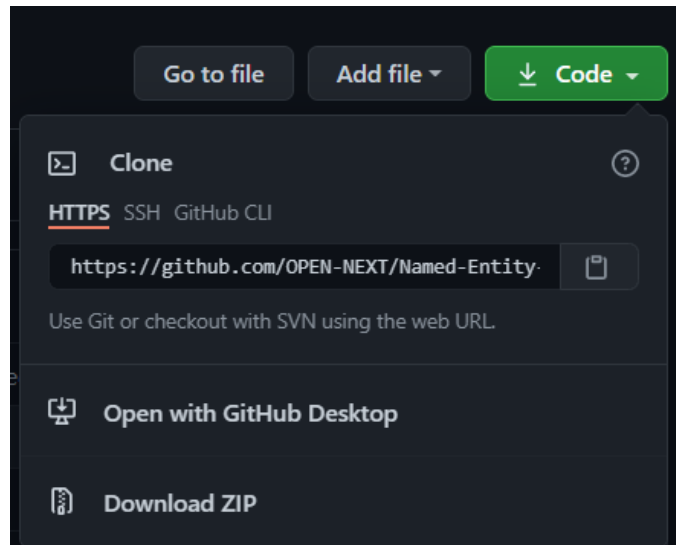 Go to file
Add file
Code
Clone
HTTPS SSH GitHub CLI
https://github.com/OPEN-NEXT/Named-Entity-
Use Git or checkout with SVN using the web URL.
Open with GitHub Desktop
Download ZIP